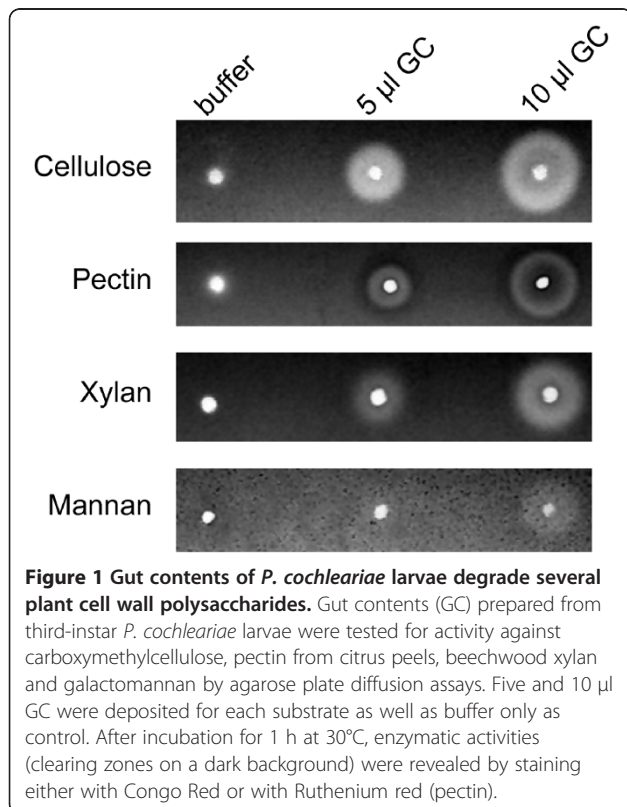 buffer
5 µl GC
10 µl GC
Cellulose
Pectin
Xylan
Mannan
Figure 1 Gut contents of P. cochleariae larvae degrade several
plant cell wall polysaccharides. Gut contents (GC) prepared from
third-instar P. cochleariae larvae were tested for activity against
carboxymethylcellulose, pectin from citrus peels, beechwood xylan
and galactomannan by agarose plate diffusion assays. Five and 10 µl
GC were deposited for each substrate as well as buffer only as
control. After incubation for 1 h at 30°C, enzymatic activities
(clearing zones on a dark background) were revealed by staining
either with Congo Red or with Ruthenium red (pectin).